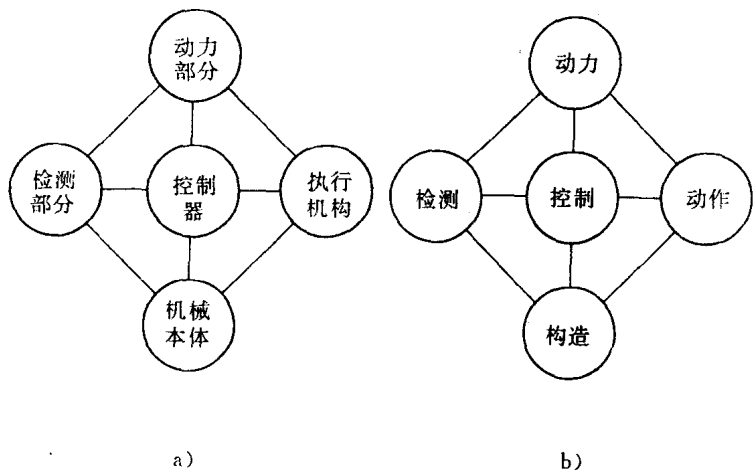 动力
部分
检测
部分
控制
器
执行
机构
机械
本体
a)
动力
检测
控制
动作
构造
b)